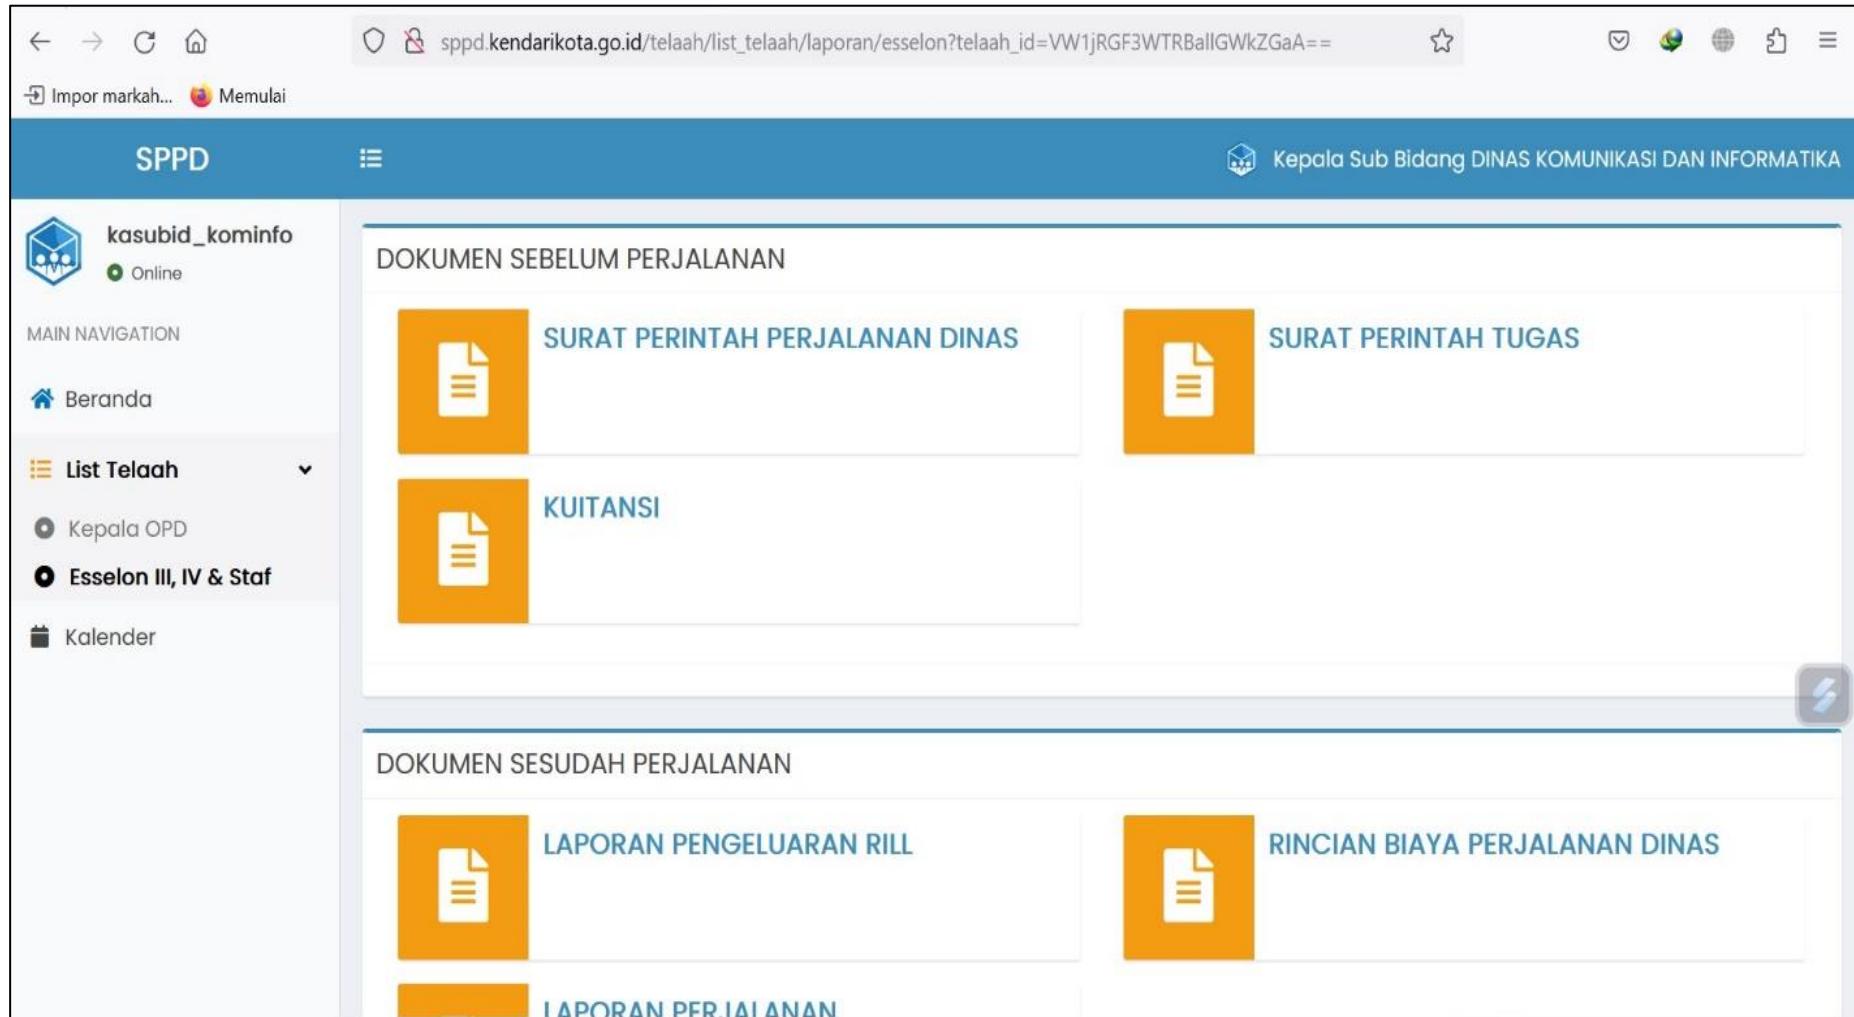 sppd.kendarikota.go.id/telaah/list_telaah/laporan/esselon?telaah_id=VW1jRGF3WTRBallGWkZGaA==
Impor markah... Memulai
SPPD
Kepala Sub Bidang DINAS KOMUNIKASI DAN INFORMATIKA
kasubid_kominfo
Online
MAIN NAVIGATION
Beranda
List Telaah
Kepala OPD
Esselon III, IV & Staf
Kalender
DOKUMEN SEBELUM PERJALANAN
SURAT PERINTAH PERJALANAN DINAS
SURAT PERINTAH TUGAS
KUITANSI
DOKUMEN SESUDAH PERJALANAN
LAPORAN PENGELUARAN RILL
RINCIAN BIAYA PERJALANAN DINAS
LAPORAN PERJALANAN